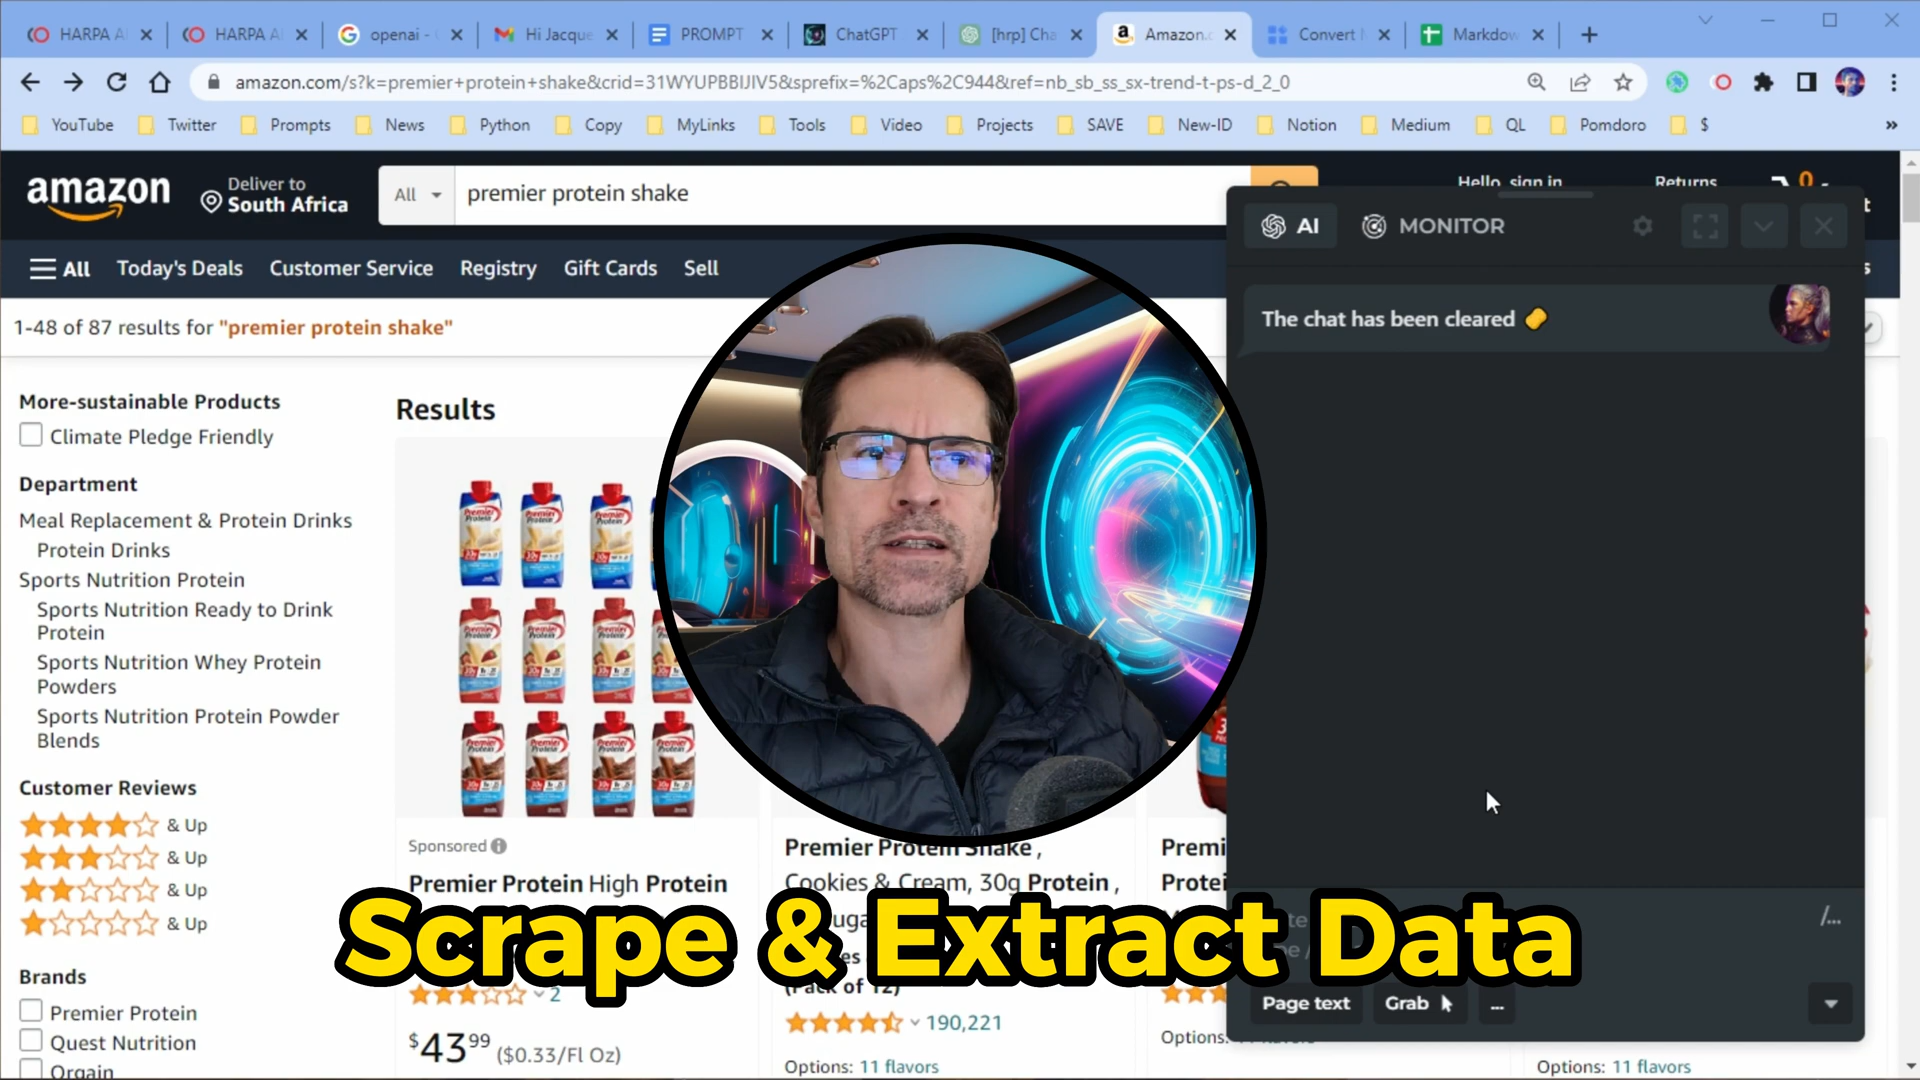 HARPA A
HARPA A
openai -
Hi Jacque
PROMPT
ChatGPT
[hrp] Cha
Amazon.c
Convert
Markdow
amazon.com/s?k=premier+protein+shake&crid=31WYUPBBIJIV5&sprefix=%2Caps%2C944&ref=nb_sb_ss_sx-trend-t-ps-d_2_0
YouTube Twitter Prompts News Python Copy MyLinks Tools Video Projects SAVE New-ID Notion Medium QL Pomdoro $ »
amazon
Deliver to
South Africa
All
premier protein shake
Hello, sign in
Returns
0
All Today's Deals Customer Service Registry Gift Cards Sell
1-48 of 87 results for "premier protein shake"
AI
MONITOR
The chat has been cleared
More-sustainable Products
Climate Pledge Friendly
Department
Meal Replacement & Protein Drinks
Protein Drinks
Sports Nutrition Protein
Sports Nutrition Ready to Drink
Protein
Sports Nutrition Whey Protein
Powders
Sports Nutrition Protein Powder
Blends
Customer Reviews
& Up
& Up
& Up
& Up
Brands
Premier Protein
Quest Nutrition
Orgain
Results
Sponsored
Premier Protein High Protein
2
$43 99 ($0.33/Fl Oz)
Premier Protein Shake,
Cookies & Cream, 30g Protein,
(Pack of 12)
190,221
Options: 11 flavors
Premi
Protei
Options:
Options: 11 flavors
/...
Page text
Grab
...
Scrape & Extract Data